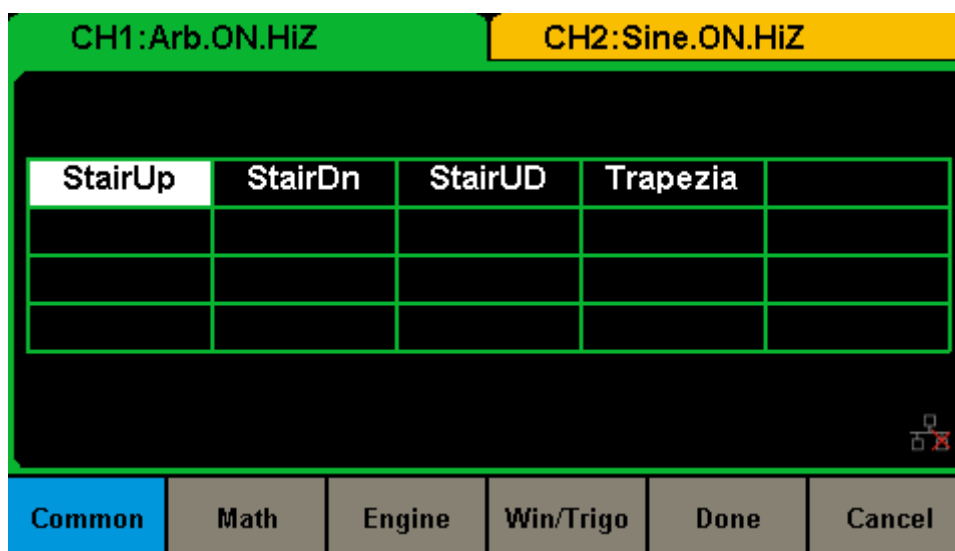 CH1:Arb.ON.HiZ CH2:Sine.ON.HiZ
StairUp StairDn StairUD Trapezia
Common Math Engine Win/Trigo Done Cancel